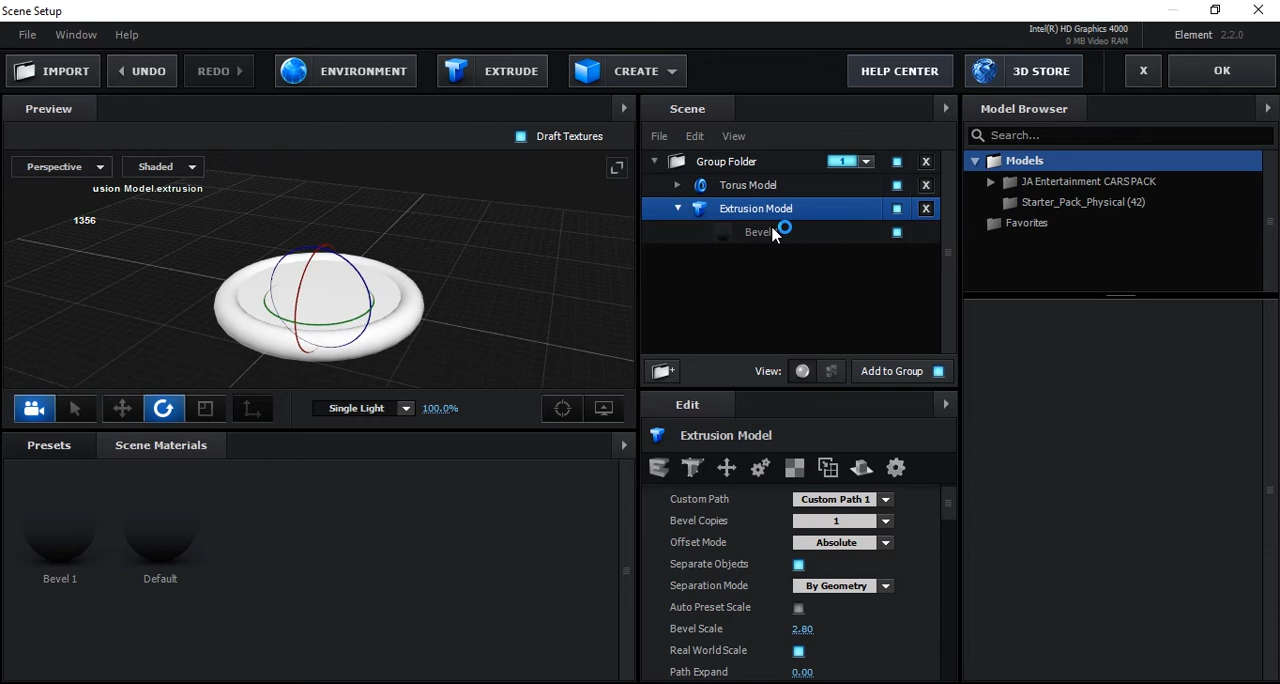 Scene Setup
File Window Help
Intel(R) HD Graphics 4000
0 MB Video RAM
Element 2.2.0
IMPORT UNDO REDO ENVIRONMENT EXTRUDE CREATE HELP CENTER 3D STORE X OK
Preview
Draft Textures
Perspective Shaded
usion Model.extrusion
1356
Single Light 100.0%
Presets Scene Materials
Bevel 1 Default
Scene
File Edit View
Group Folder 1 X
Torus Model X
Extrusion Model X
Bevel
View: Add to Group
Edit
Extrusion Model
Custom Path Custom Path 1
Bevel Copies 1
Offset Mode Absolute
Separate Objects
Separation Mode By Geometry
Auto Preset Scale
Bevel Scale 2.80
Real World Scale
Path Expand 0.00
Model Browser
Search...
Models
JA Entertainment CARSPACK
Starter_Pack_Physical (42)
Favorites